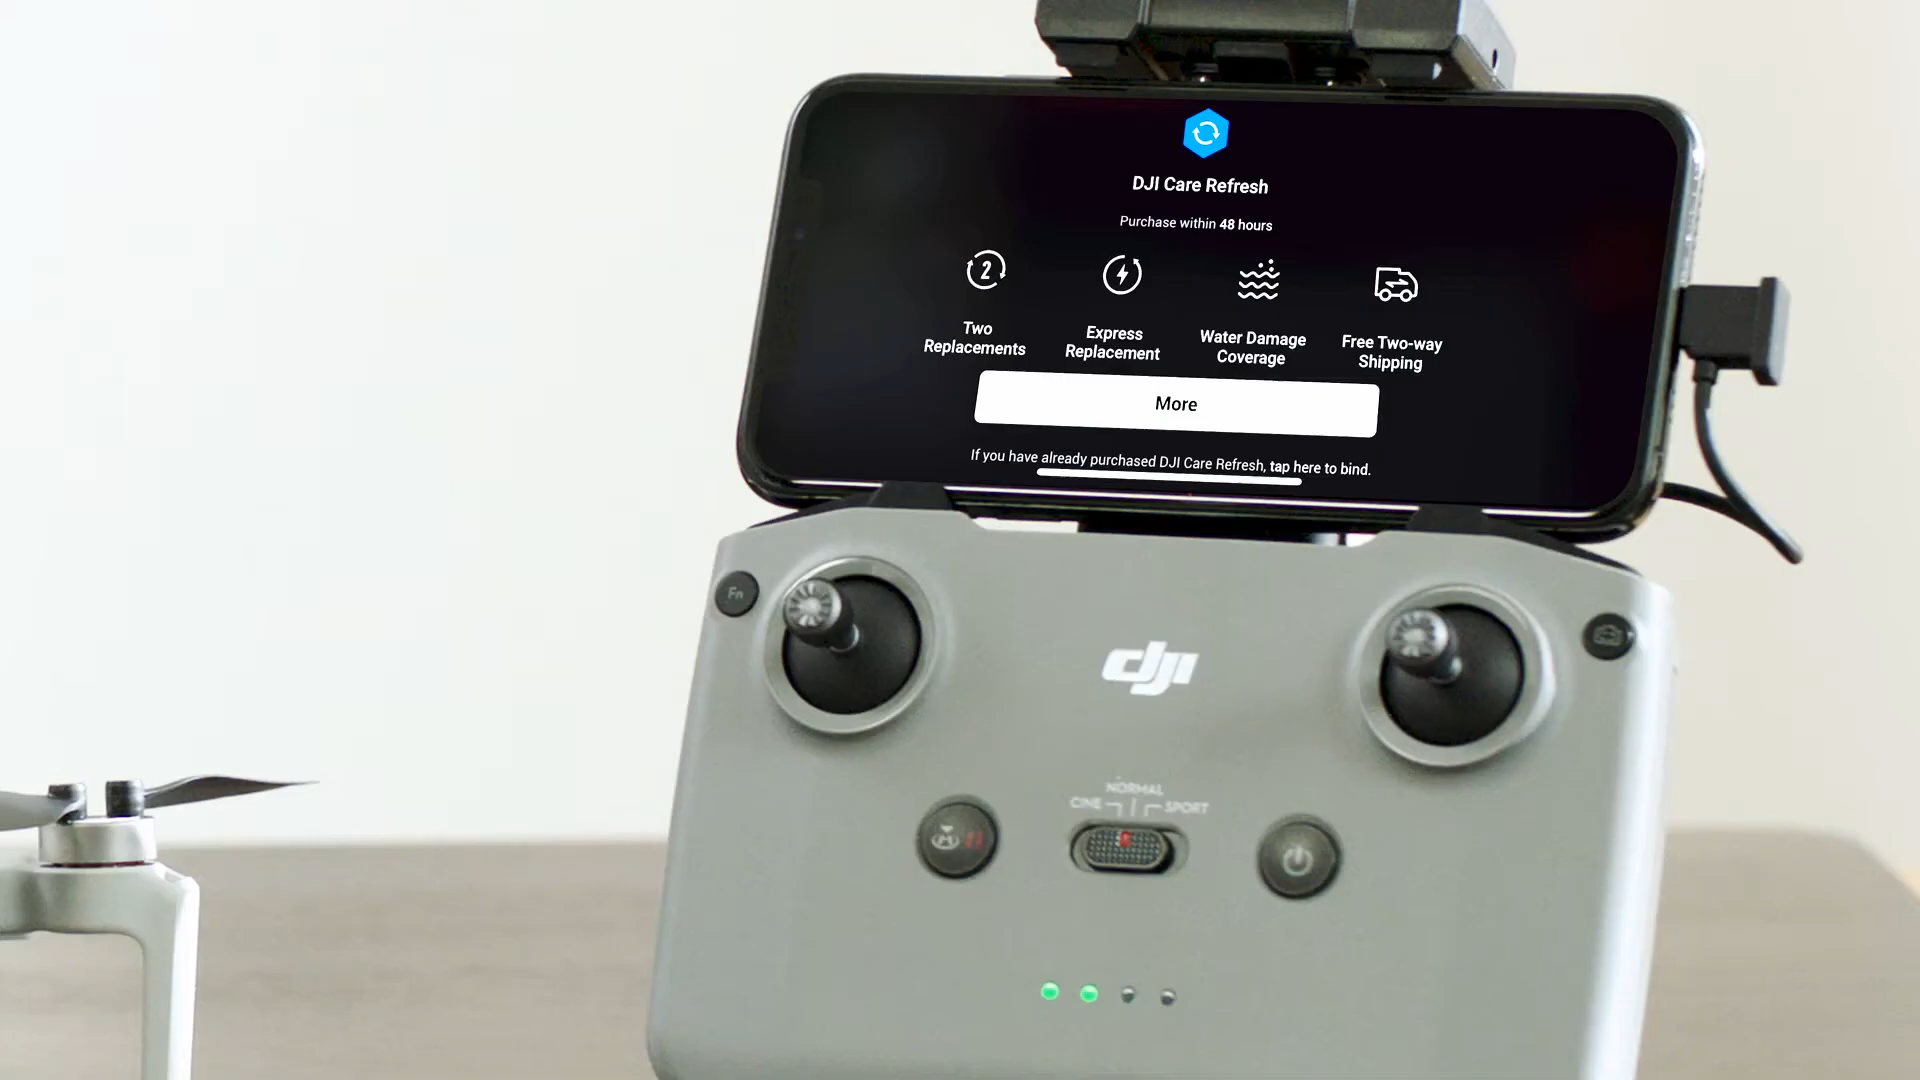 DJI Care Refresh
Purchase within 48 hours
2
Two
Replacements
Express
Replacement
Water Damage
Coverage
Free Two-way
Shipping
More
If you have already purchased DJI Care Refresh, tap here to bind.
Fn
dji
NORMAL
CINE
SPORT